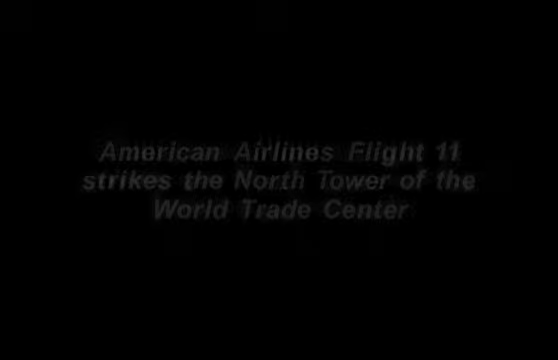 American Airlines Flight 11
strikes the North Tower of the
World Trade Center